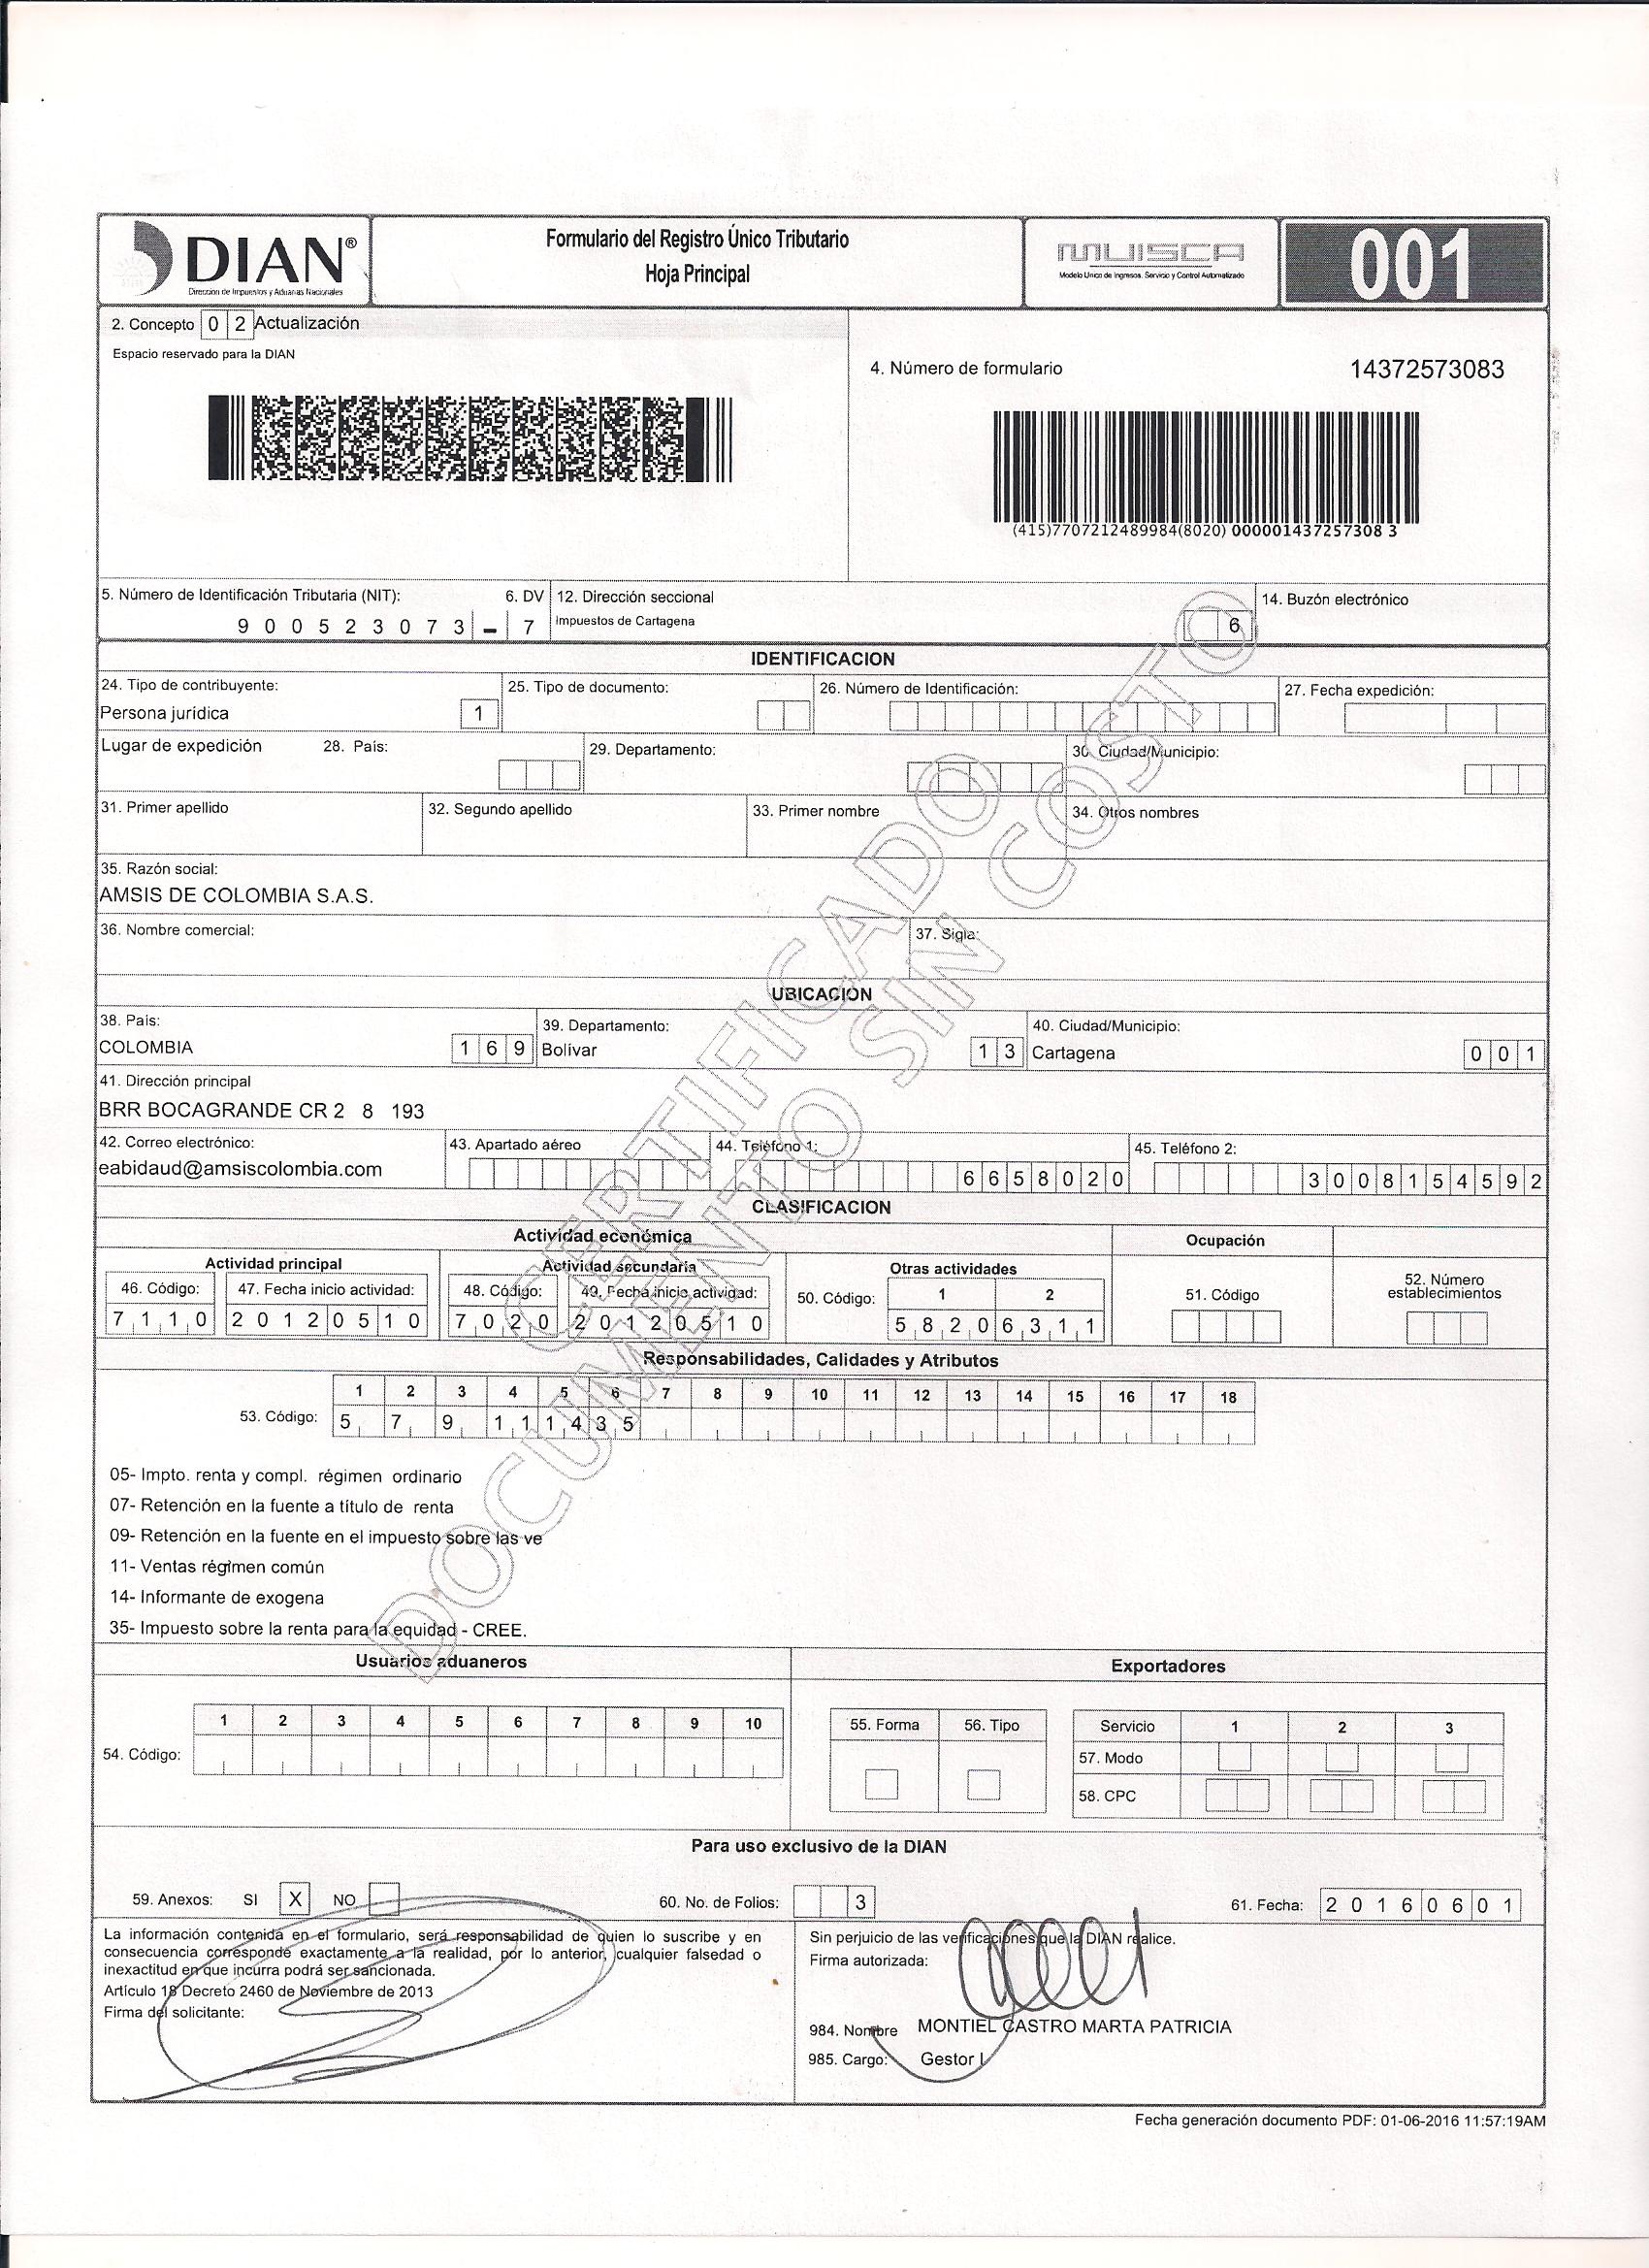 DIAN®
Dirección de Impuestos y Aduanas Nacionales
Formulario del Registro Único Tributario
Hoja Principal
MUISCA
Modelo Unico de Ingresos, Servicio y Control Automatizado
001
2. Concepto 0 2 Actualización
Espacio reservado para la DIAN
4. Número de formulario 14372573083
(415)7707212489984(8020) 000001437257308 3
5. Número de Identificación Tributaria (NIT): 6. DV 12. Dirección seccional 14. Buzón electrónico
9 0 0 5 2 3 0 7 3 - 7 Impuestos de Cartagena 6
IDENTIFICACION
24. Tipo de contribuyente: 25. Tipo de documento: 26. Número de Identificación: 27. Fecha expedición:
Persona jurídica 1
Lugar de expedición 28. País: 29. Departamento: 30. Ciudad/Municipio:
31. Primer apellido 32. Segundo apellido 33. Primer nombre 34. Otros nombres
35. Razón social:
AMSIS DE COLOMBIA S.A.S.
36. Nombre comercial: 37. Sigla:
UBICACION
38. País: 39. Departamento: 40. Ciudad/Municipio:
COLOMBIA 1 6 9 Bolívar 1 3 Cartagena 0 0 1
41. Dirección principal
BRR BOCAGRANDE CR 2 8 193
42. Correo electrónico: 43. Apartado aéreo 44. Teléfono 1: 45. Teléfono 2:
eabidaud@amsiscolombia.com 6 6 5 8 0 2 0 3 0 0 8 1 5 4 5 9 2
CLASIFICACION
Actividad económica Ocupación
Actividad principal Actividad secundaria Otras actividades
46. Código: 47. Fecha inicio actividad: 48. Código: 49. Fecha inicio actividad: 50. Código: 1 2 51. Código 52. Número establecimientos
7 1 1 0 2 0 1 2 0 5 1 0 7 0 2 0 2 0 1 2 0 5 1 0 5 8 2 0 6 3 1 1
Responsabilidades, Calidades y Atributos
1 2 3 4 5 6 7 8 9 10 11 12 13 14 15 16 17 18
53. Código: 5 7 9 1 1 1 4 3 5
05- Impto. renta y compl. régimen ordinario
07- Retención en la fuente a título de renta
09- Retención en la fuente en el impuesto sobre las ve
11- Ventas régimen común
14- Informante de exogena
35- Impuesto sobre la renta para la equidad - CREE.
CERTIFICADO
DOCUMENTO SIN COSTO
Usuarios aduaneros Exportadores
1 2 3 4 5 6 7 8 9 10 55. Forma 56. Tipo Servicio 1 2 3
54. Código: 57. Modo
58. CPC
Para uso exclusivo de la DIAN
59. Anexos: SI X NO 60. No. de Folios: 3 61. Fecha: 2 0 1 6 0 6 0 1
La información contenida en el formulario, será responsabilidad de quien lo suscribe y en
consecuencia corresponde exactamente a la realidad, por lo anterior, cualquier falsedad o
inexactitud en que incurra podrá ser sancionada.
Artículo 18 Decreto 2460 de Noviembre de 2013
Firma del solicitante:
Sin perjuicio de las verificaciones que la DIAN realice.
Firma autorizada:
984. Nombre MONTIEL CASTRO MARTA PATRICIA
985. Cargo: Gestor I
Fecha generación documento PDF: 01-06-2016 11:57:19AM